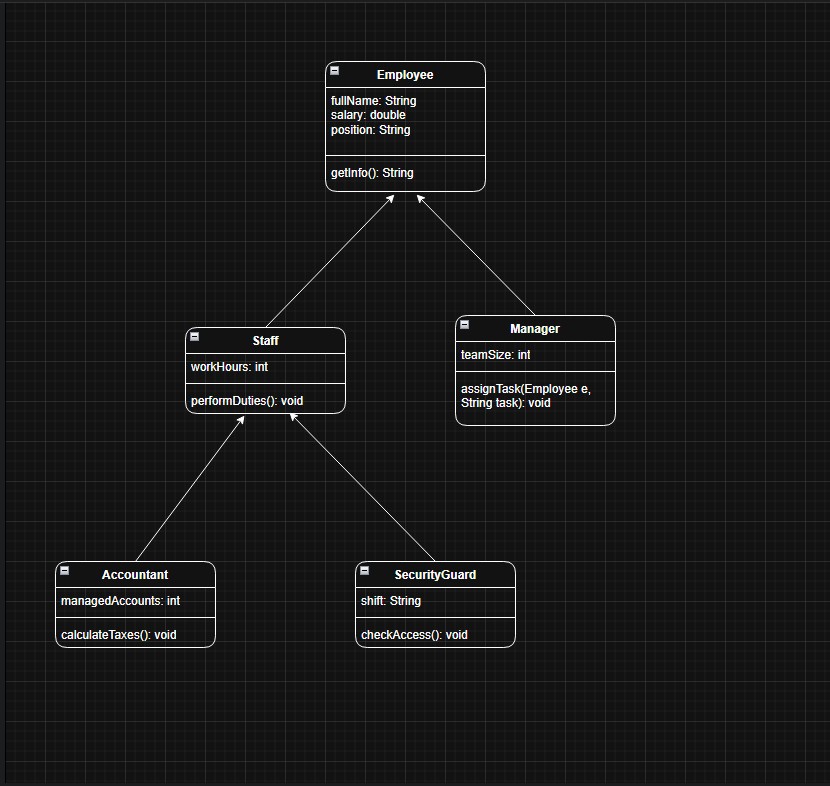 Employee
fullName: String
salary: double
position: String
getInfo(): String
Staff
workHours: int
performDuties(): void
Manager
teamSize: int
assignTask(Employee e,
String task): void
Accountant
managedAccounts: int
calculateTaxes(): void
SecurityGuard
shift: String
checkAccess(): void